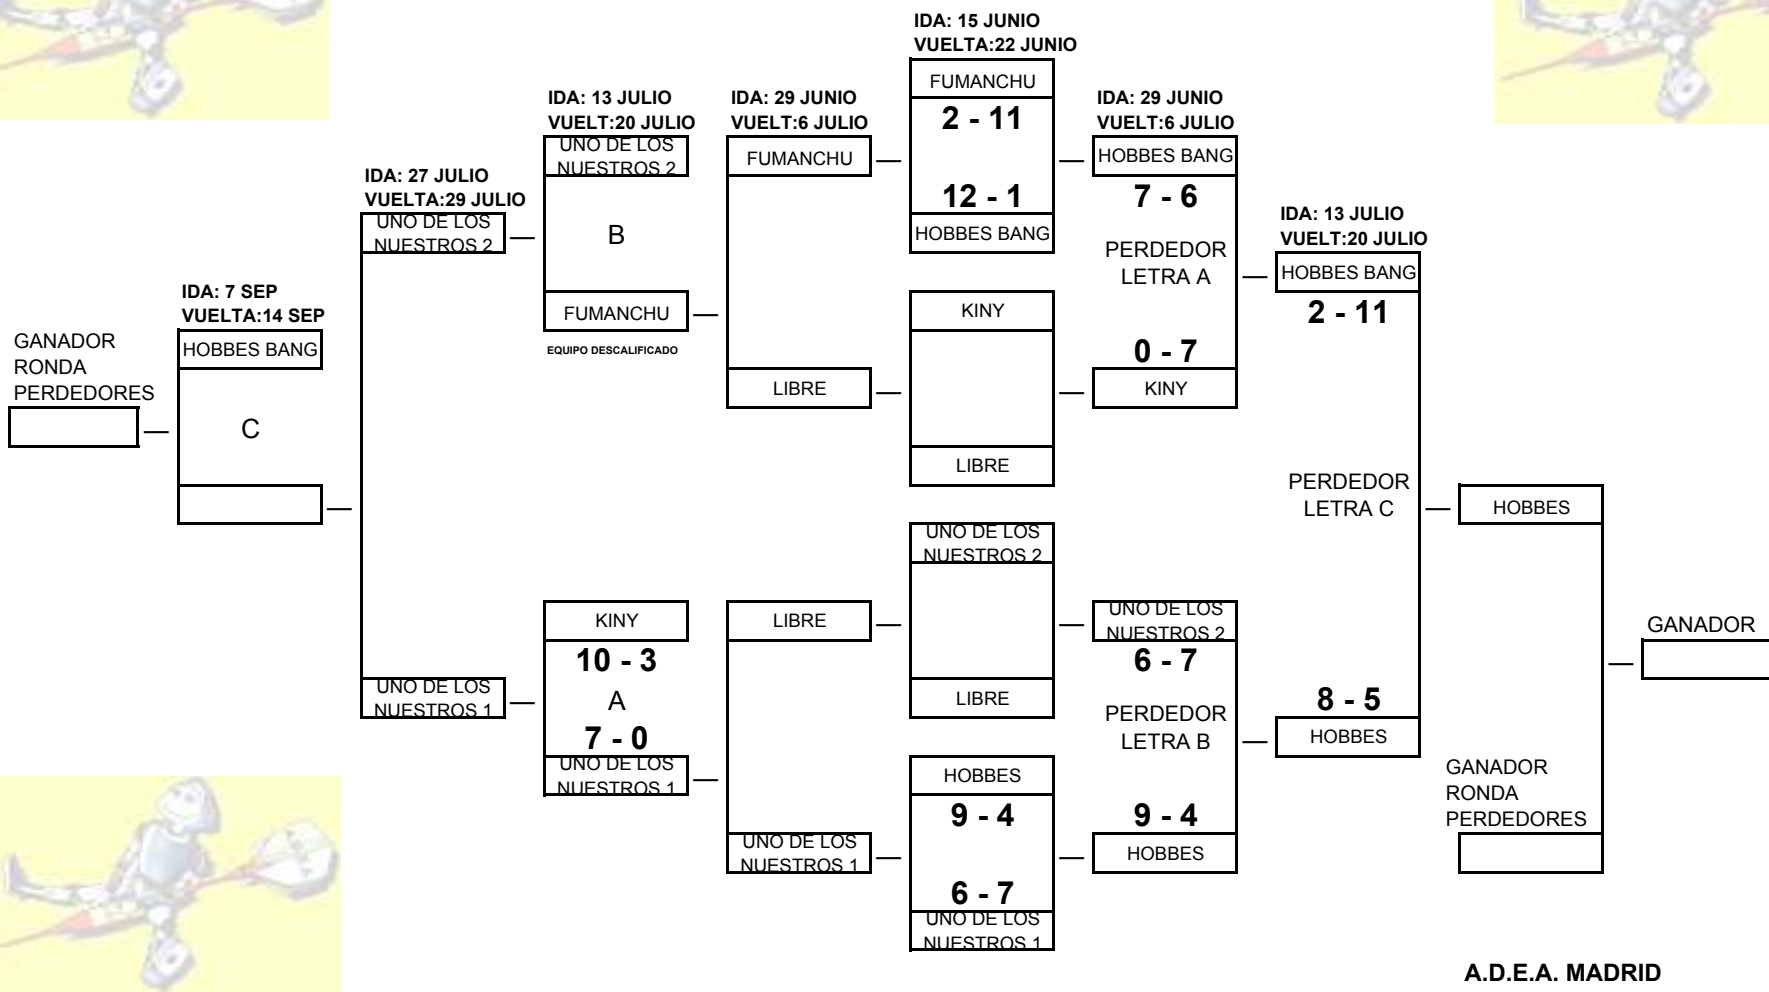 IDA: 15 JUNIO
VUELTA:22 JUNIO
FUMANCHU
2 - 11
12 - 1
HOBBES BANG
KINY
LIBRE
UNO DE LOS
NUESTROS 2
LIBRE
HOBBES
9 - 4
6 - 7
UNO DE LOS
NUESTROS 1
IDA: 29 JUNIO
VUELT:6 JULIO
HOBBES BANG
7 - 6
PERDEDOR
LETRA A
0 - 7
KINY
UNO DE LOS
NUESTROS 2
6 - 7
PERDEDOR
LETRA B
9 - 4
HOBBES
IDA: 13 JULIO
VUELT:20 JULIO
HOBBES BANG
2 - 11
PERDEDOR
LETRA C
8 - 5
HOBBES
HOBBES
GANADOR
RONDA
PERDEDORES
GANADOR
IDA: 29 JUNIO
VUELT:6 JULIO
FUMANCHU
LIBRE
LIBRE
UNO DE LOS
NUESTROS 1
IDA: 13 JULIO
VUELT:20 JULIO
UNO DE LOS
NUESTROS 2
B
FUMANCHU
EQUIPO DESCALIFICADO
KINY
10 - 3
A
7 - 0
UNO DE LOS
NUESTROS 1
IDA: 27 JULIO
VUELTA:29 JULIO
UNO DE LOS
NUESTROS 2
UNO DE LOS
NUESTROS 1
IDA: 7 SEP
VUELTA:14 SEP
HOBBES BANG
C
GANADOR
RONDA
PERDEDORES
A.D.E.A. MADRID